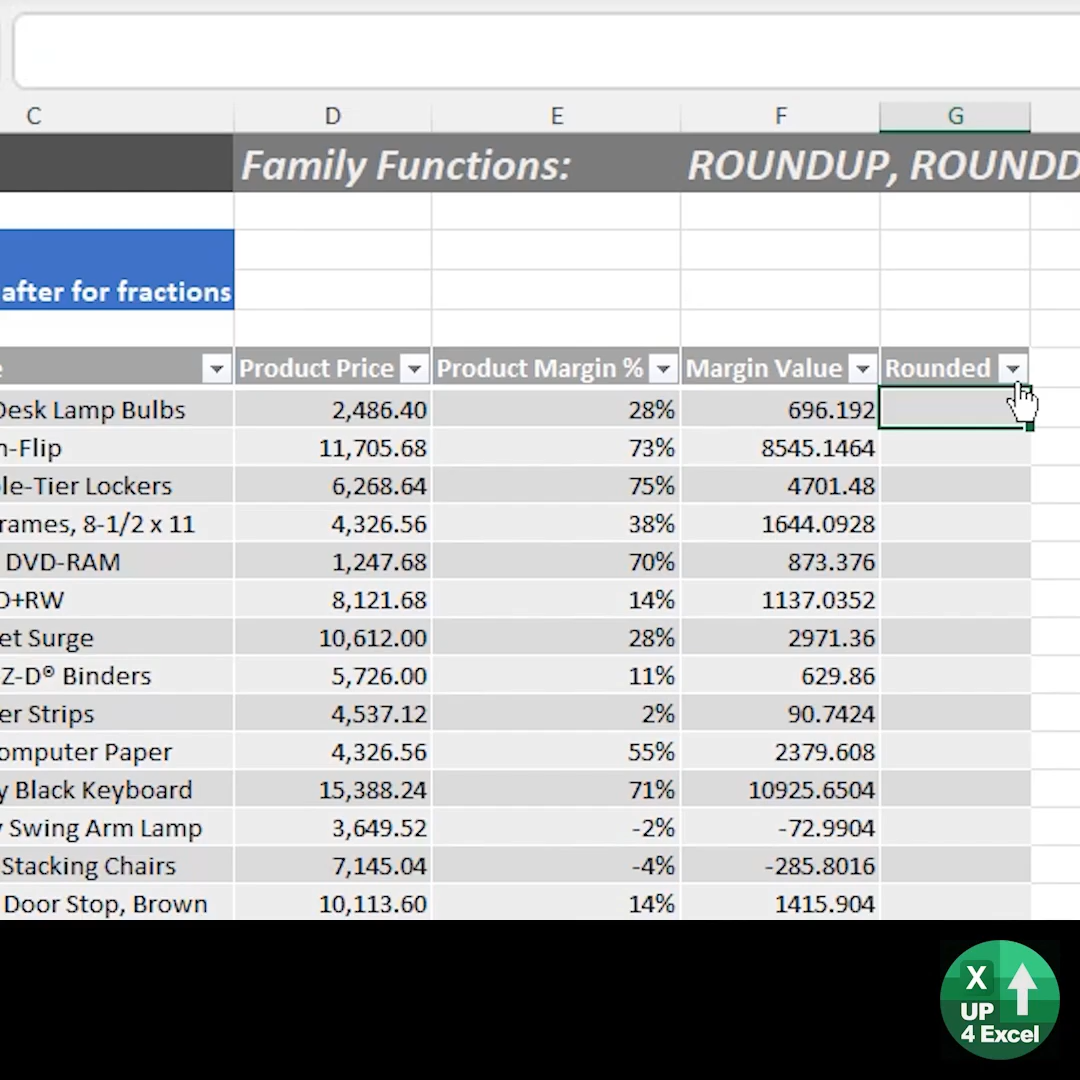 C D E F G
Family Functions: ROUNDUP, ROUNDD
after for fractions
e Product Price Product Margin % Margin Value Rounded
Desk Lamp Bulbs 2,486.40 28% 696.192
n-Flip 11,705.68 73% 8545.1464
le-Tier Lockers 6,268.64 75% 4701.48
rames, 8-1/2 x 11 4,326.56 38% 1644.0928
DVD-RAM 1,247.68 70% 873.376
D+RW 8,121.68 14% 1137.0352
et Surge 10,612.00 28% 2971.36
Z-D® Binders 5,726.00 11% 629.86
er Strips 4,537.12 2% 90.7424
omputer Paper 4,326.56 55% 2379.608
y Black Keyboard 15,388.24 71% 10925.6504
y Swing Arm Lamp 3,649.52 -2% -72.9904
Stacking Chairs 7,145.04 -4% -285.8016
Door Stop, Brown 10,113.60 14% 1415.904
X
UP
4 Excel